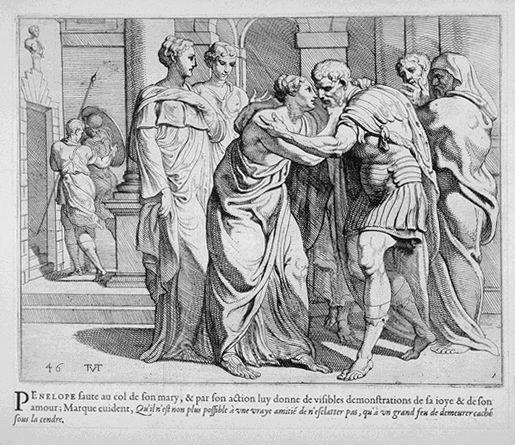 46 TVT
PENELOPE saute au col de son mary, & par son action luy donne de visibles demonstrations de sa ioye & de son
amour; Marque euident, Qu'il n'est non plus possible à vne vraye amitié de n'esclatter pas, qu'à vn grand feu de demeurer caché
sous la cendre.